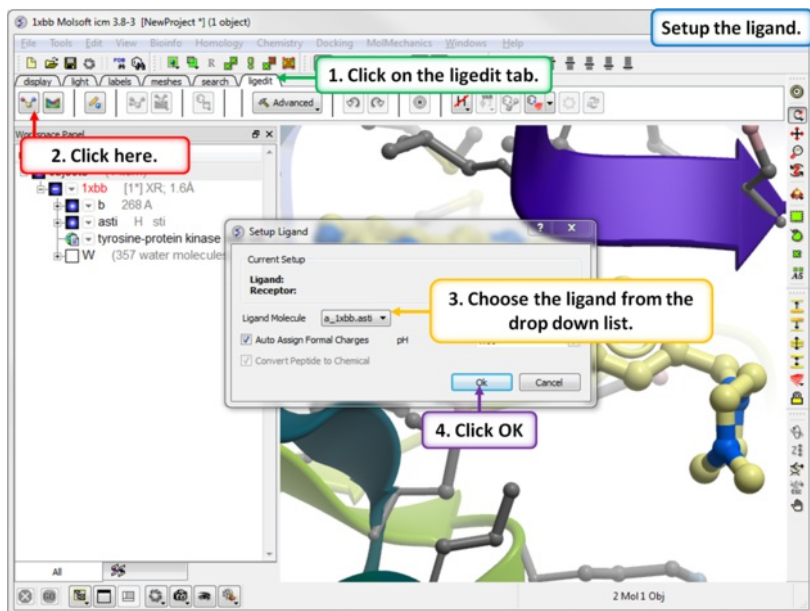 1xbb Molsoft icm 3.8-3 [NewProject *] (1 object)
Setup the ligand.
File Tools Edit View Bioinfo Homology Chemistry Docking MolMechanics Windows Help
1. Click on the ligedit tab.
display light labels meshes search ligedit
Advanced
Workspace Panel
2. Click here.
1xbb [1*] XR; 1.6Å
b 268 A
asti H sti
tyrosine-protein kinase
W (357 water molecules
Setup Ligand
Current Setup
Ligand:
Receptor:
3. Choose the ligand from the
drop down list.
Ligand Molecule a_1xbb.asti
Auto Assign Formal Charges pH
Convert Peptide to Chemical
Ok Cancel
4. Click OK
All
2 Mol 1 Obj